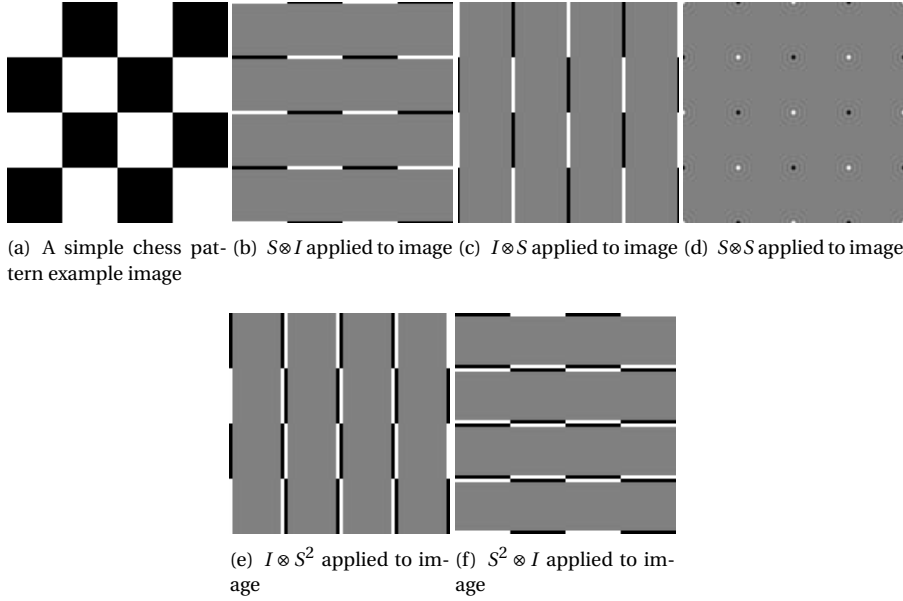 (a) A simple chess pat- (b) S⊗I applied to image (c) I⊗S applied to image (d) S⊗S applied to image
tern example image
(e) I ⊗ S² applied to im- (f) S² ⊗ I applied to im-
age age